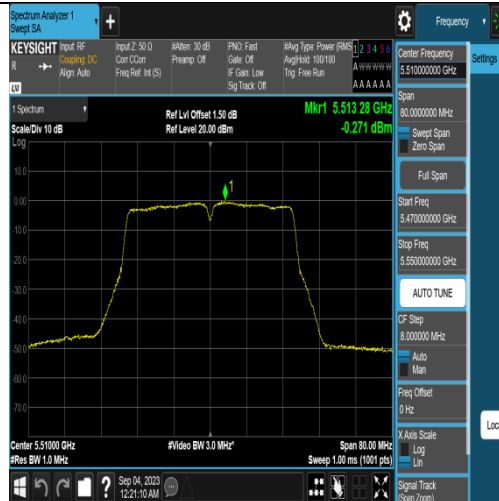 Spectrum Analyzer 1
Swept SA
Frequency
KEYSIGHT
R
LXI
Input: RF
Coupling: DC
Align: Auto
Input Z: 50 Ω
Corr CCorr
Freq Ref: Int (S)
#Atten: 30 dB
Preamp: Off
PNO: Fast
Gate: Off
IF Gain: Low
Sig Track: Off
#Avg Type: Power (RMS
Avg|Hold: 100/100
Trig: Free Run
1 2 3 4 5 6
A W W W W W
A A A A A A
1 Spectrum
Scale/Div 10 dB
Log
Ref Lvl Offset 1.50 dB
Ref Level 20.00 dBm
Mkr1 5.513 28 GHz
-0.271 dBm
1
10.0
0.00
-10.0
-20.0
-30.0
-40.0
-50.0
-60.0
-70.0
Center 5.51000 GHz
#Res BW 1.0 MHz
#Video BW 3.0 MHz*
Span 80.00 MHz
Sweep 1.00 ms (1001 pts)
Sep 04, 2023
12:21:10 AM
Center Frequency
5.510000000 GHz
Span
80.0000000 MHz
Swept Span
Zero Span
Full Span
Start Freq
5.470000000 GHz
Stop Freq
5.550000000 GHz
AUTO TUNE
CF Step
8.000000 MHz
Auto
Man
Freq Offset
0 Hz
X Axis Scale
Log
Lin
Signal Track
(Span Zoom)
Settings
Loc